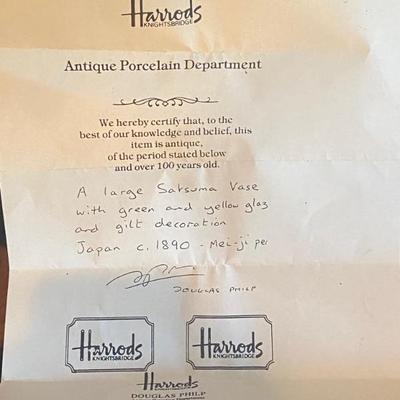 Harrods
KNIGHTSBRIDGE
Antique Porcelain Department
We hereby certify that, to the
best of our knowledge and belief, this
item is antique,
of the period stated below
and over 100 years old.
A large Satsuma Vase
with green and yellow glaz
and gilt decoration
Japan c. 1890 - Mei-ji per
DOUGLAS PHILP
Harrods Harrods
KNIGHTSBRIDGE KNIGHTSBRIDGE
Harrods
DOUGLAS PHILP